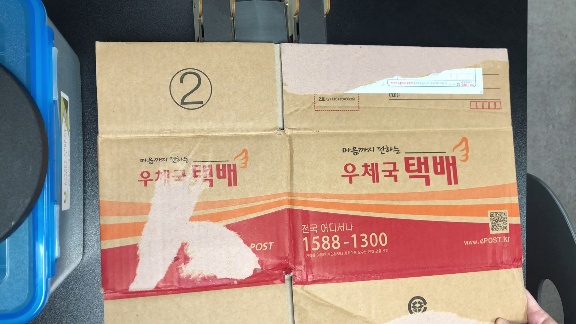 ②
마음까지 전하는
우체국 택배
ePOST
마음까지 전하는
우체국 택배
전국 어디서나
1588-1300
www.ePOST.kr